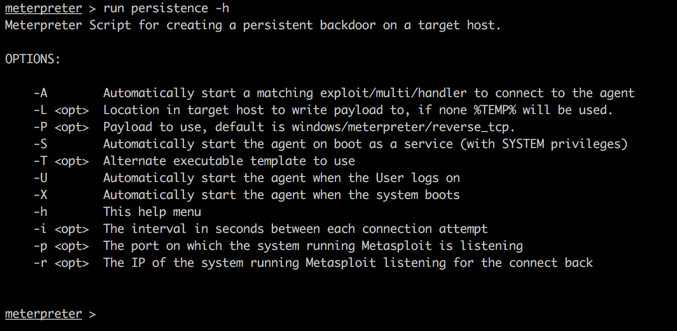 meterpreter > run persistence -h
Meterpreter Script for creating a persistent backdoor on a target host.
OPTIONS:
-A Automatically start a matching exploit/multi/handler to connect to the agent
-L <opt> Location in target host to write payload to, if none %TEMP% will be used.
-P <opt> Payload to use, default is windows/meterpreter/reverse_tcp.
-S Automatically start the agent on boot as a service (with SYSTEM privileges)
-T <opt> Alternate executable template to use
-U Automatically start the agent when the User logs on
-X Automatically start the agent when the system boots
-h This help menu
-i <opt> The interval in seconds between each connection attempt
-p <opt> The port on which the system running Metasploit is listening
-r <opt> The IP of the system running Metasploit listening for the connect back
meterpreter >